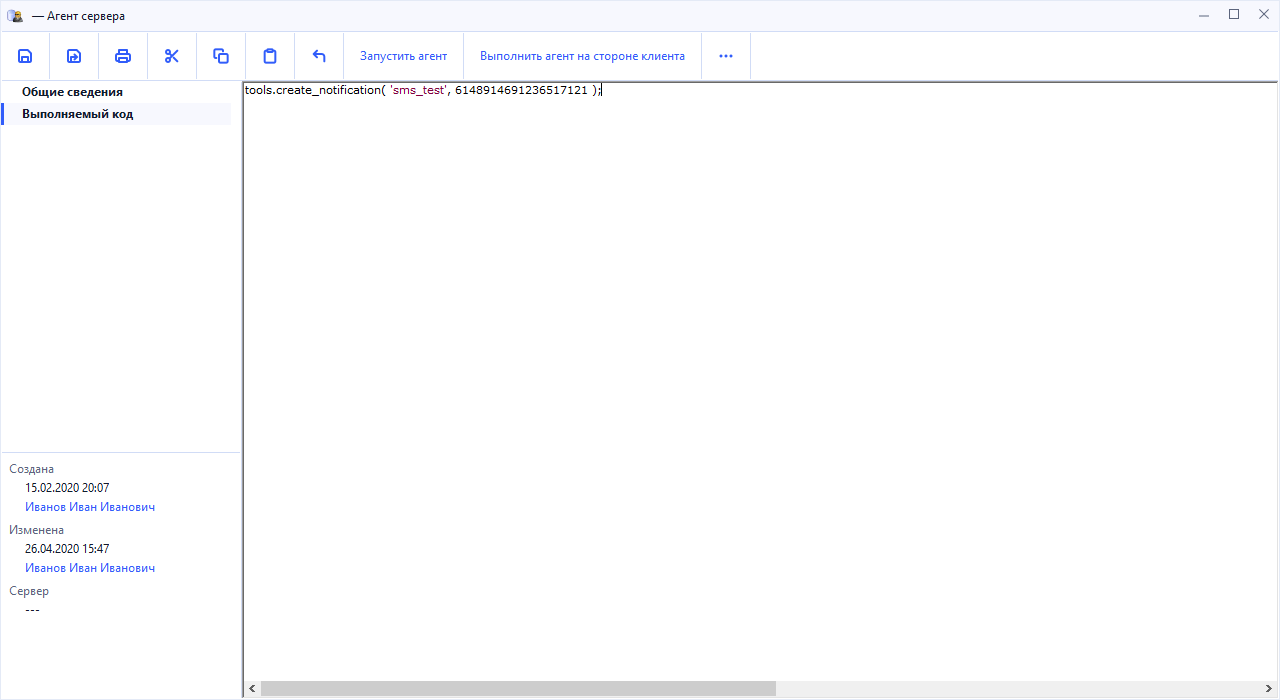 — Агент сервера
Запустить агент
Выполнить агент на стороне клиента
Общие сведения
Выполняемый код
tools.create_notification( 'sms_test', 6148914691236517121 );
Создана
15.02.2020 20:07
Иванов Иван Иванович
Изменена
26.04.2020 15:47
Иванов Иван Иванович
Сервер
---